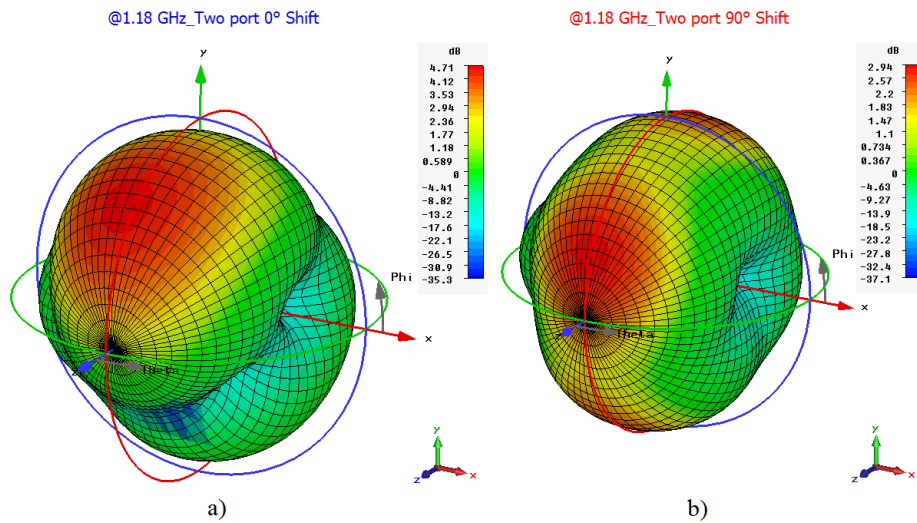 @1.18 GHz_Two port 0° Shift
@1.18 GHz_Two port 90° Shift
dB
4.71
4.12
3.53
2.94
2.36
1.77
1.18
0.589
0
-4.41
-8.82
-13.2
-17.6
-22.1
-26.5
-30.9
-35.3
y
Phi
x
z
Theta
y
x
z
a)
dB
2.94
2.57
2.2
1.83
1.47
1.1
0.734
0.367
0
-4.63
-9.27
-13.9
-18.5
-23.2
-27.8
-32.4
-37.1
y
Phi
x
z
Theta
y
x
z
b)